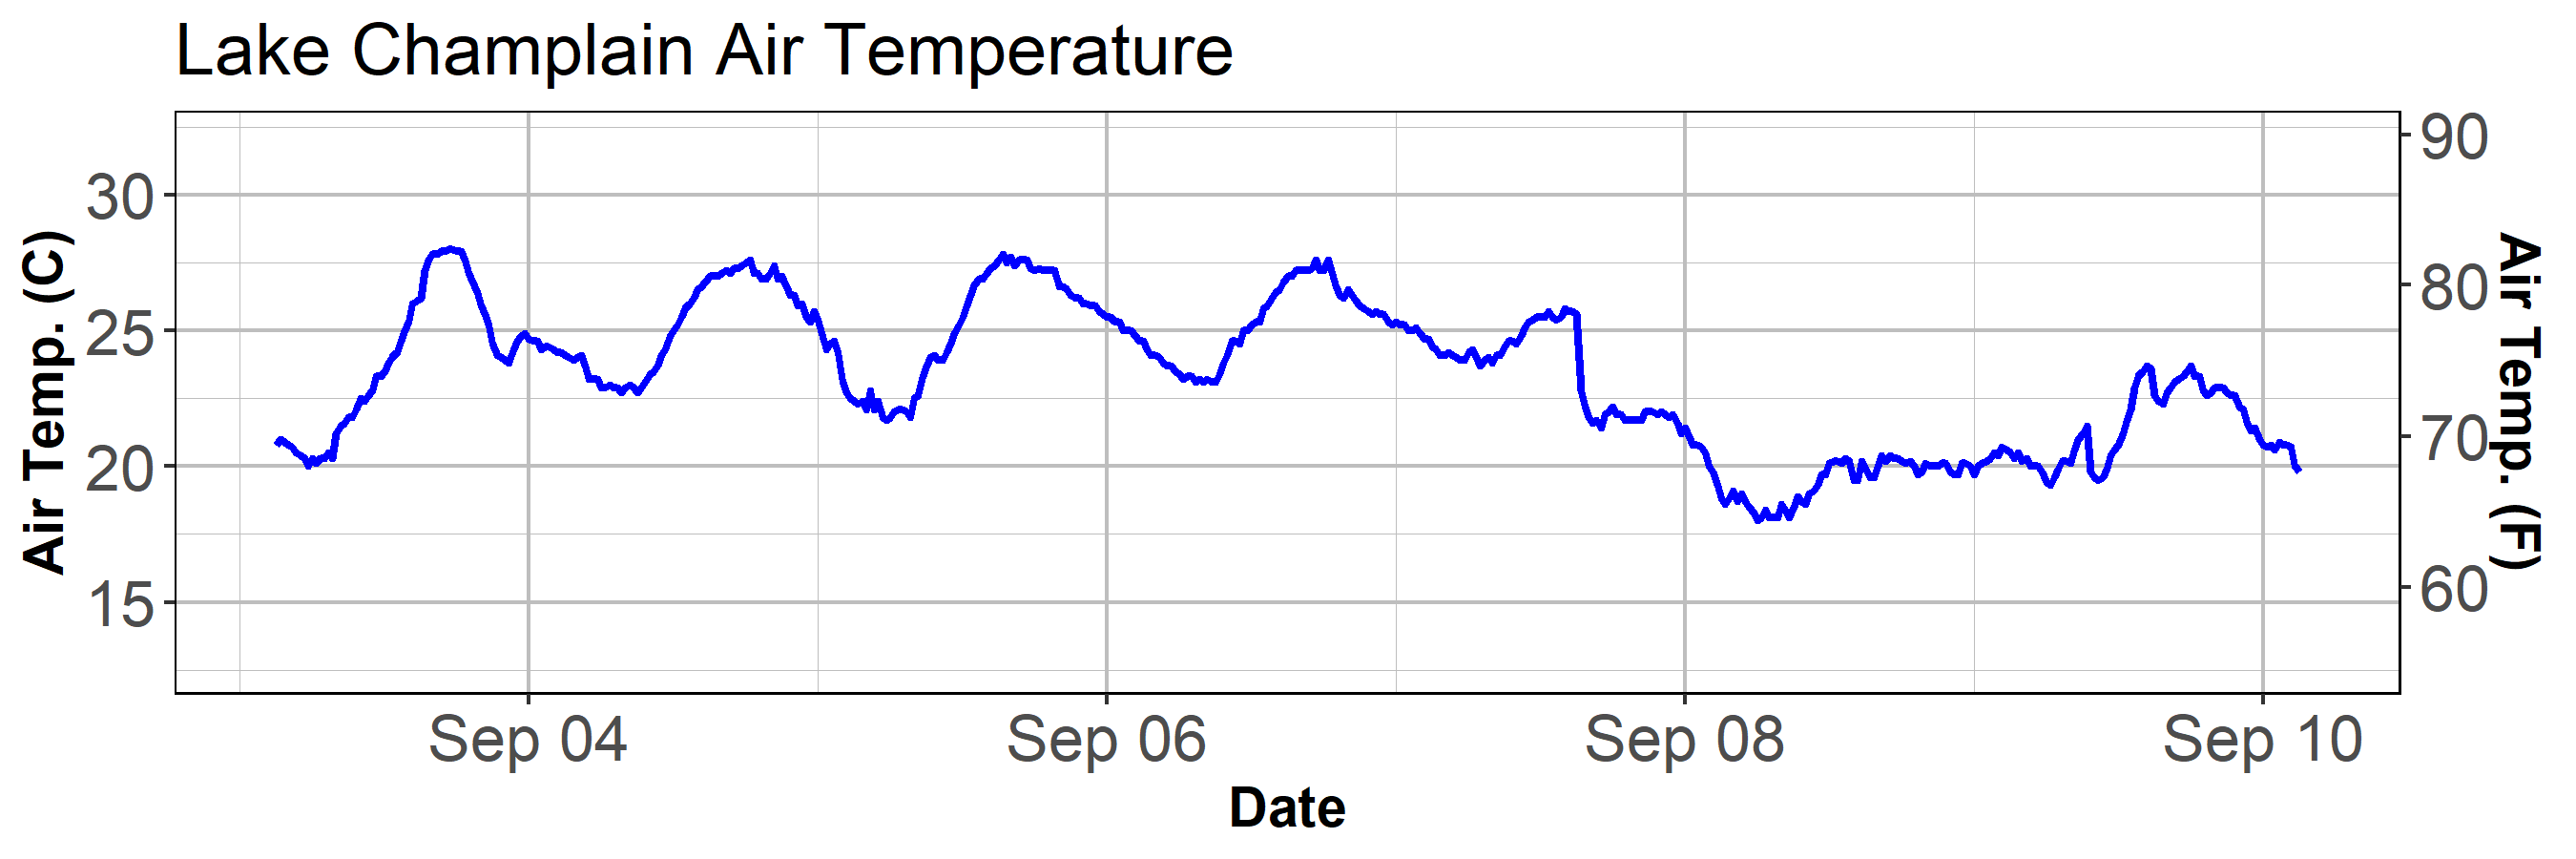 Lake Champlain Air Temperature
Air Temp. (C)
30
25
20
15
90
80
70
60
Air Temp. (F)
Sep 04 Sep 06 Sep 08 Sep 10
Date